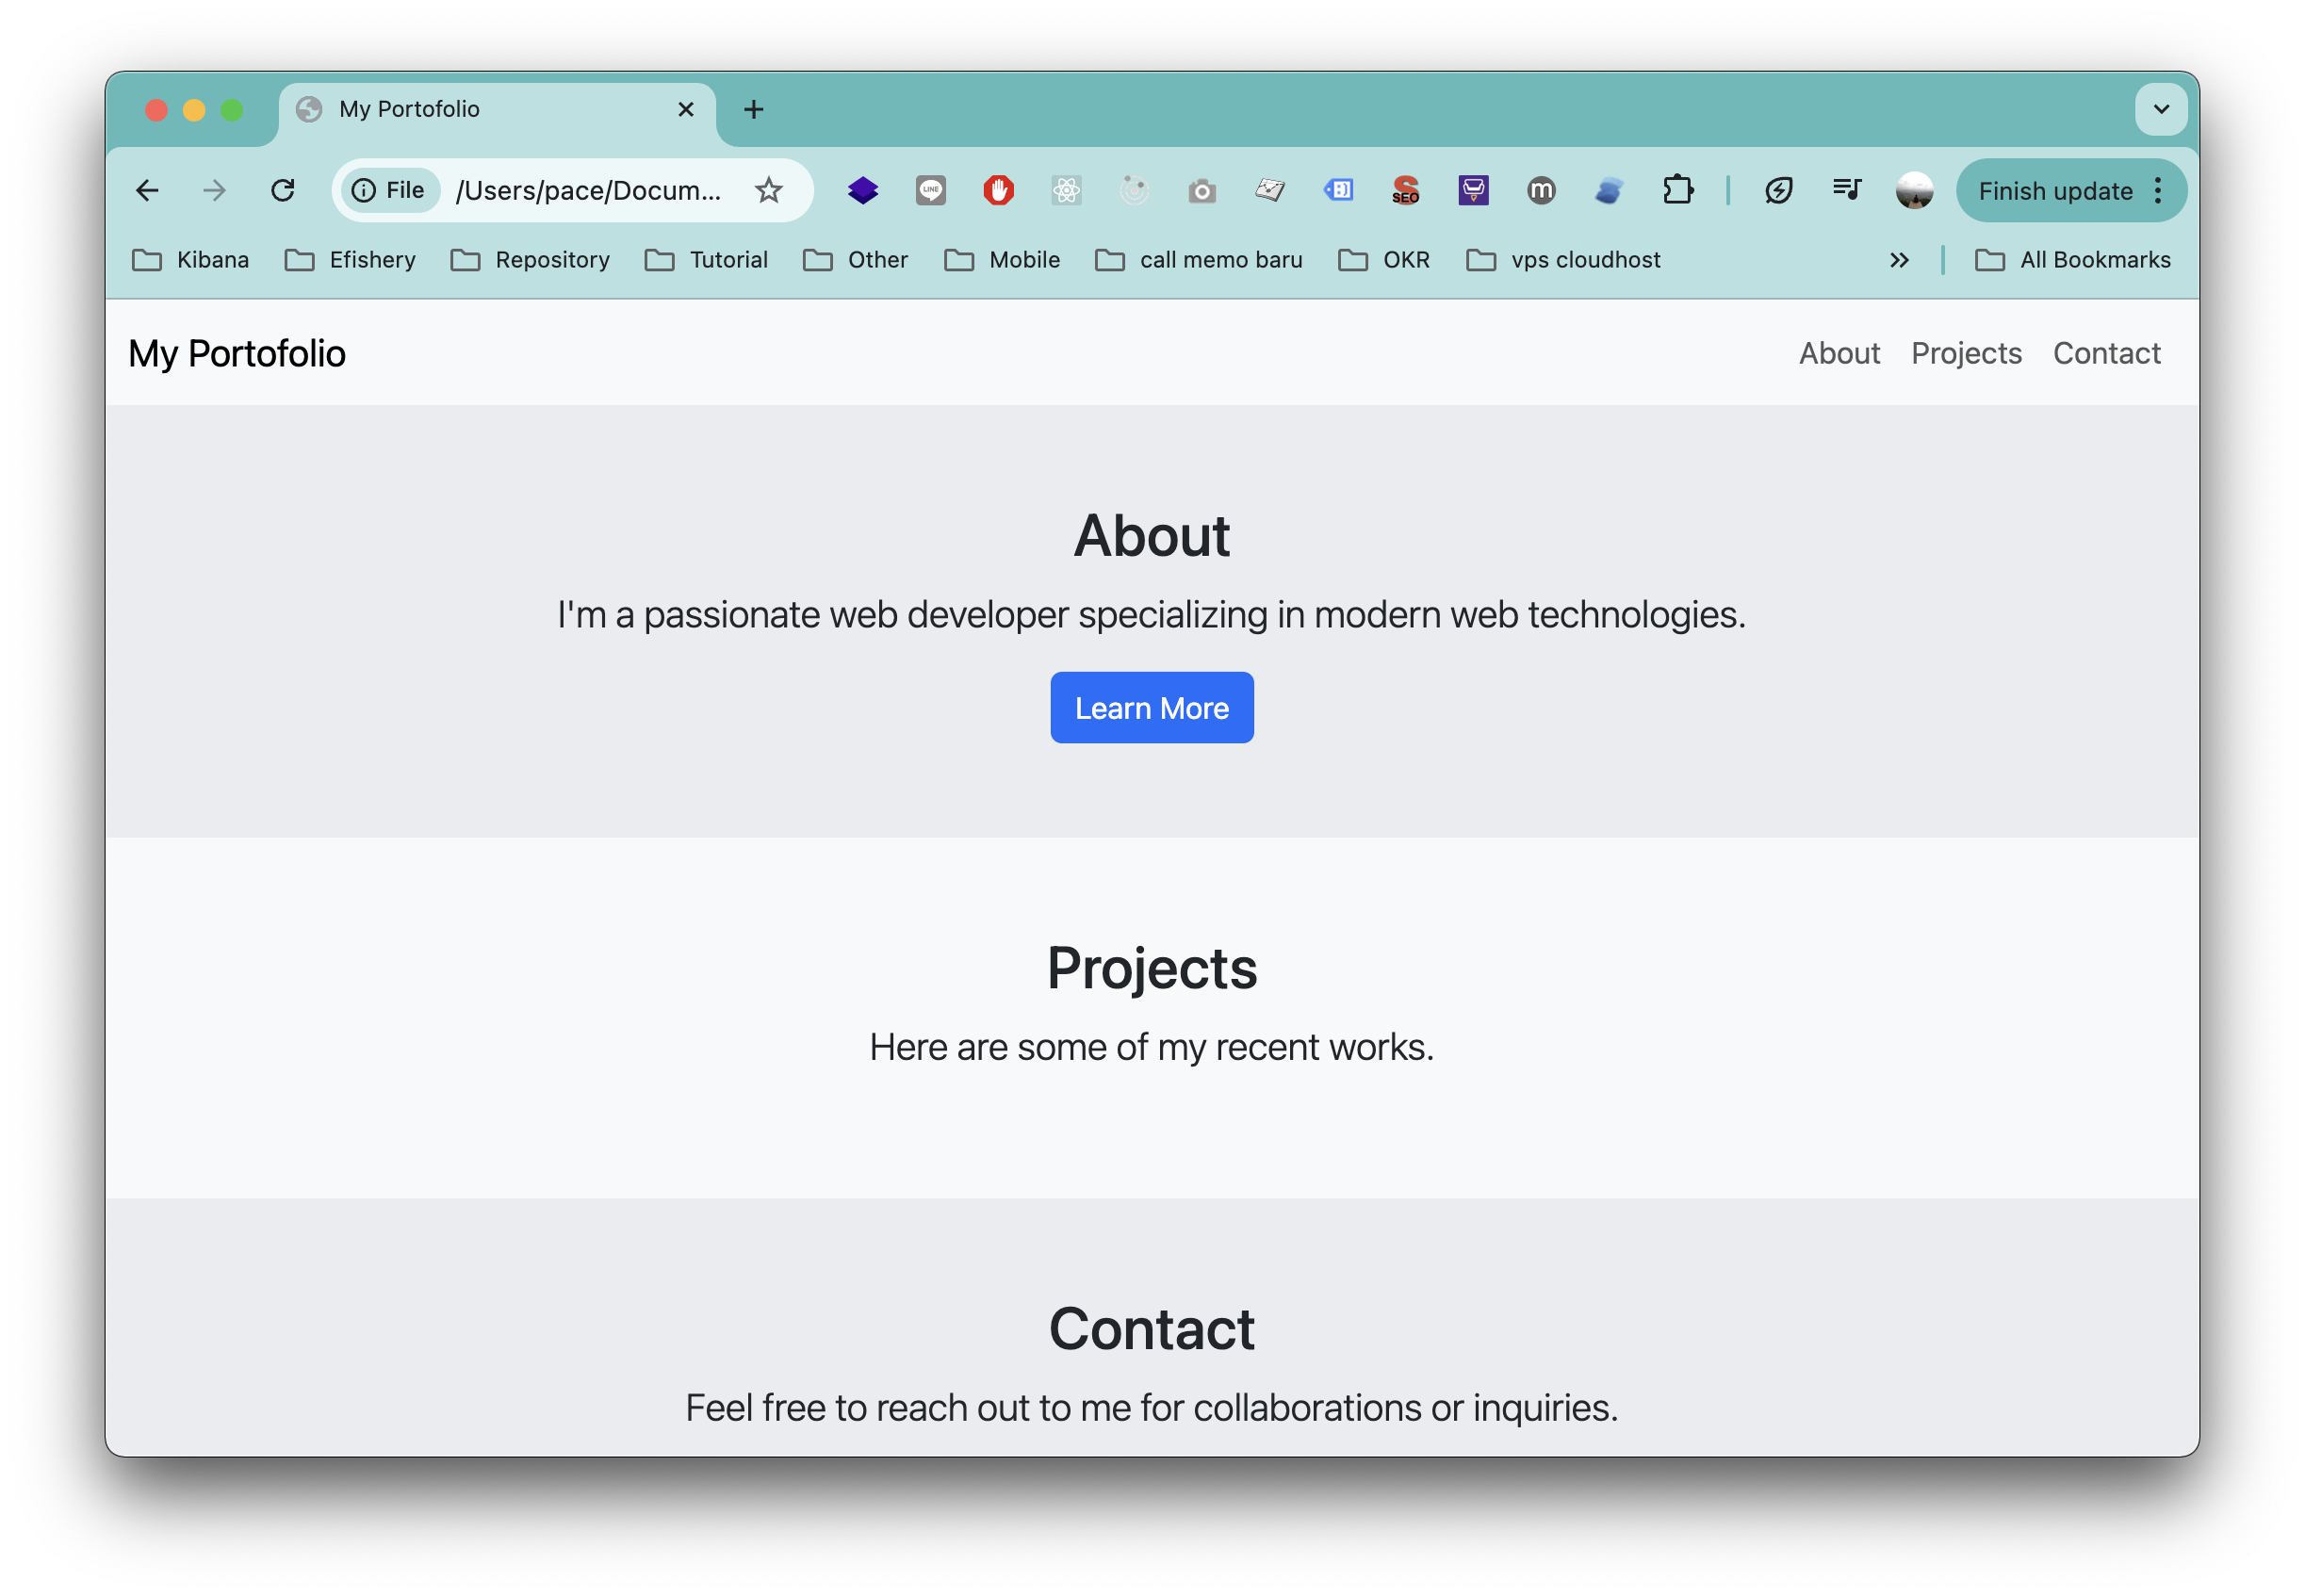 My Portofolio
File /Users/pace/Docum...
LINE
SEO
m
Finish update
Kibana Efishery Repository Tutorial Other Mobile call memo baru OKR vps cloudhost All Bookmarks
My Portofolio About Projects Contact
About
I'm a passionate web developer specializing in modern web technologies.
Learn More
Projects
Here are some of my recent works.
Contact
Feel free to reach out to me for collaborations or inquiries.